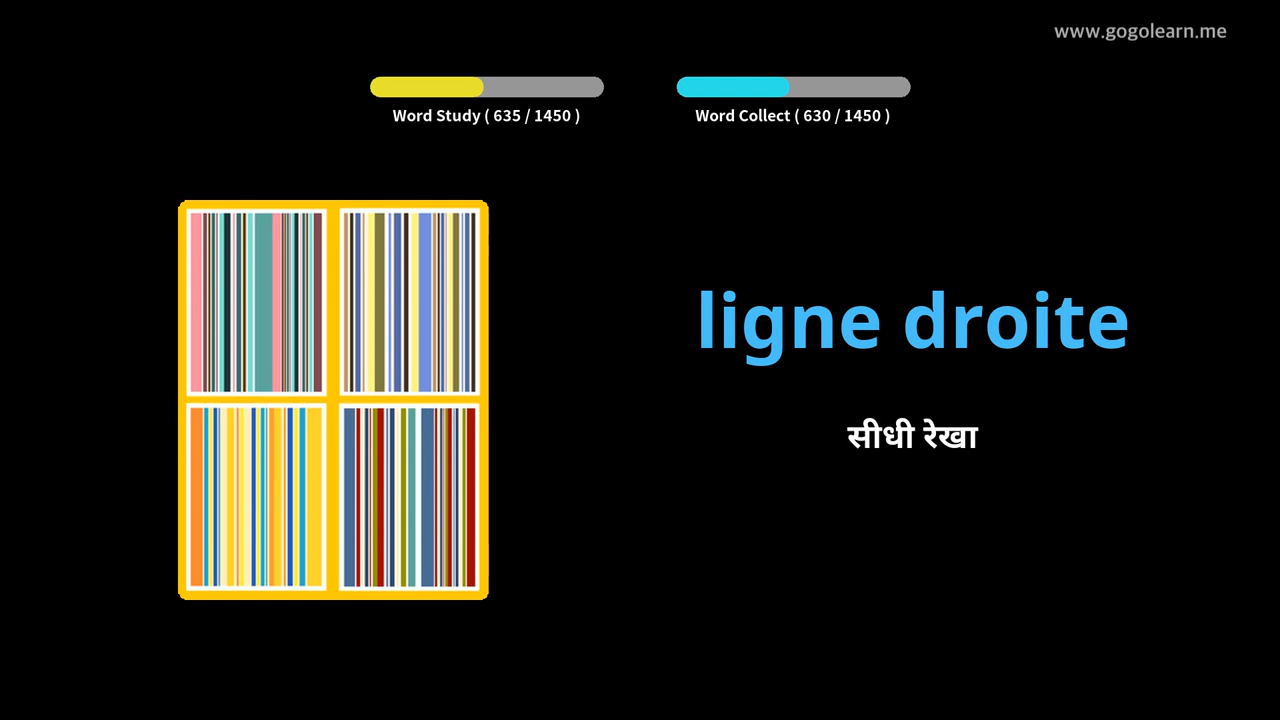 www.gogolearn.me
Word Study ( 635 / 1450 )
Word Collect ( 630 / 1450 )
ligne droite
सीधी रेखा